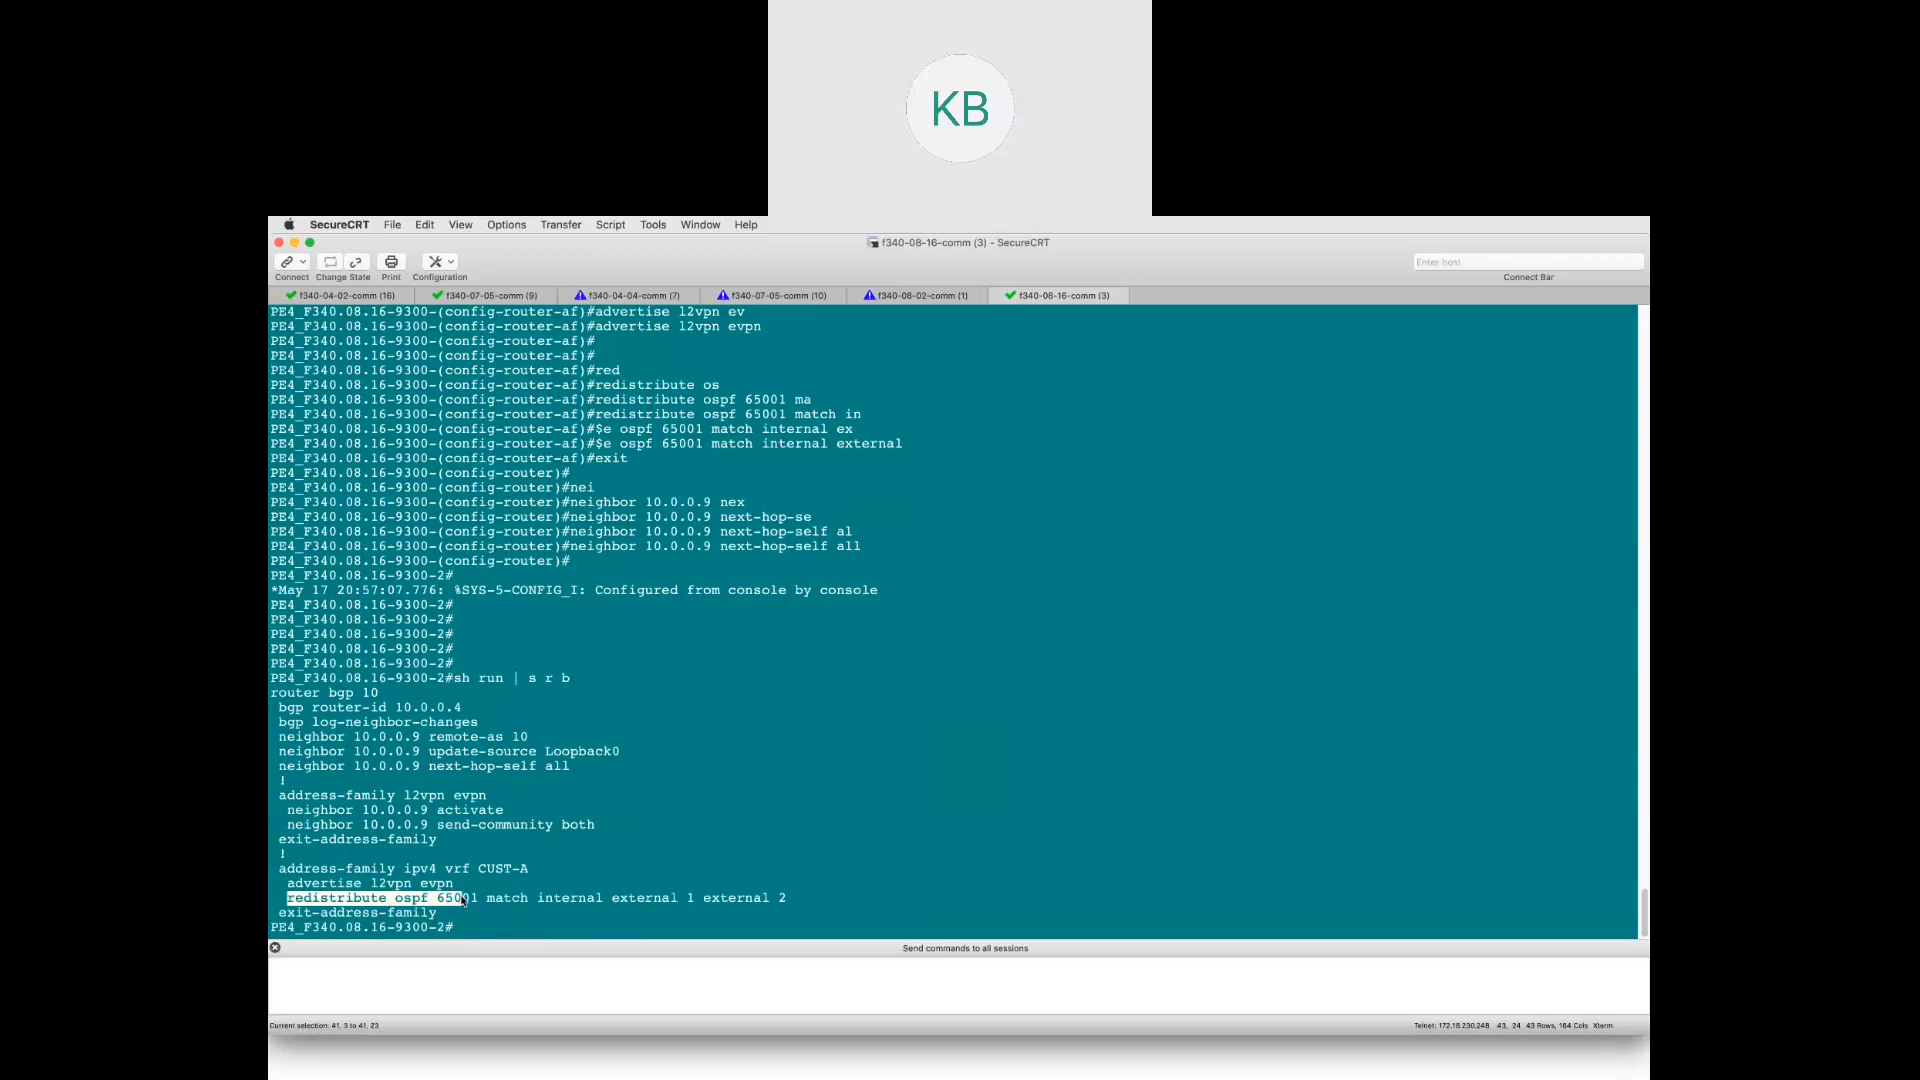 KB
SecureCRT File Edit View Options Transfer Script Tools Window Help
f340-08-16-comm (3) - SecureCRT
Enter host
Connect Change State Print Configuration Connect Bar
f340-04-02-comm (16) f340-07-05-comm (9) f340-04-04-comm (7) f340-07-05-comm (10) f340-08-02-comm (1) f340-08-16-comm (3)
PE4_F340.08.16-9300-(config-router-af)#advertise l2vpn ev
PE4_F340.08.16-9300-(config-router-af)#advertise l2vpn evpn
PE4_F340.08.16-9300-(config-router-af)#
PE4_F340.08.16-9300-(config-router-af)#
PE4_F340.08.16-9300-(config-router-af)#red
PE4_F340.08.16-9300-(config-router-af)#redistribute os
PE4_F340.08.16-9300-(config-router-af)#redistribute ospf 65001 ma
PE4_F340.08.16-9300-(config-router-af)#redistribute ospf 65001 match in
PE4_F340.08.16-9300-(config-router-af)#$e ospf 65001 match internal ex
PE4_F340.08.16-9300-(config-router-af)#$e ospf 65001 match internal external
PE4_F340.08.16-9300-(config-router-af)#exit
PE4_F340.08.16-9300-(config-router)#
PE4_F340.08.16-9300-(config-router)#nei
PE4_F340.08.16-9300-(config-router)#neighbor 10.0.0.9 nex
PE4_F340.08.16-9300-(config-router)#neighbor 10.0.0.9 next-hop-se
PE4_F340.08.16-9300-(config-router)#neighbor 10.0.0.9 next-hop-self al
PE4_F340.08.16-9300-(config-router)#neighbor 10.0.0.9 next-hop-self all
PE4_F340.08.16-9300-(config-router)#
PE4_F340.08.16-9300-2#
*May 17 20:57:07.776: %SYS-5-CONFIG_I: Configured from console by console
PE4_F340.08.16-9300-2#
PE4_F340.08.16-9300-2#
PE4_F340.08.16-9300-2#
PE4_F340.08.16-9300-2#
PE4_F340.08.16-9300-2#
PE4_F340.08.16-9300-2#sh run | s r b
router bgp 10
bgp router-id 10.0.0.4
bgp log-neighbor-changes
neighbor 10.0.0.9 remote-as 10
neighbor 10.0.0.9 update-source Loopback0
neighbor 10.0.0.9 next-hop-self all
!
address-family l2vpn evpn
neighbor 10.0.0.9 activate
neighbor 10.0.0.9 send-community both
exit-address-family
!
address-family ipv4 vrf CUST-A
advertise l2vpn evpn
redistribute ospf 65001 match internal external 1 external 2
exit-address-family
PE4_F340.08.16-9300-2#
Send commands to all sessions
Current selection: 41, 3 to 41, 23
Telnet: 172.18.230.248 43, 24 43 Rows, 164 Cols Xterm